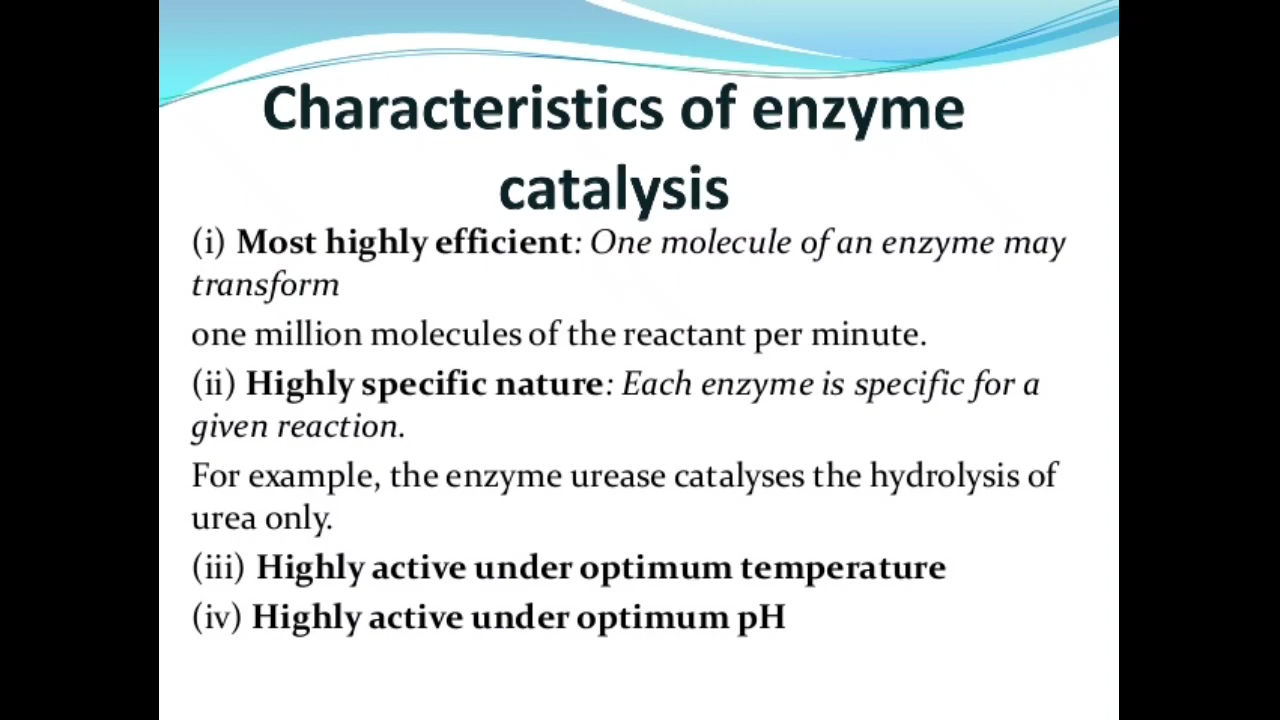 Characteristics of enzyme
catalysis
(i) Most highly efficient: One molecule of an enzyme may
transform
one million molecules of the reactant per minute.
(ii) Highly specific nature: Each enzyme is specific for a
given reaction.
For example, the enzyme urease catalyses the hydrolysis of
urea only.
(iii) Highly active under optimum temperature
(iv) Highly active under optimum pH